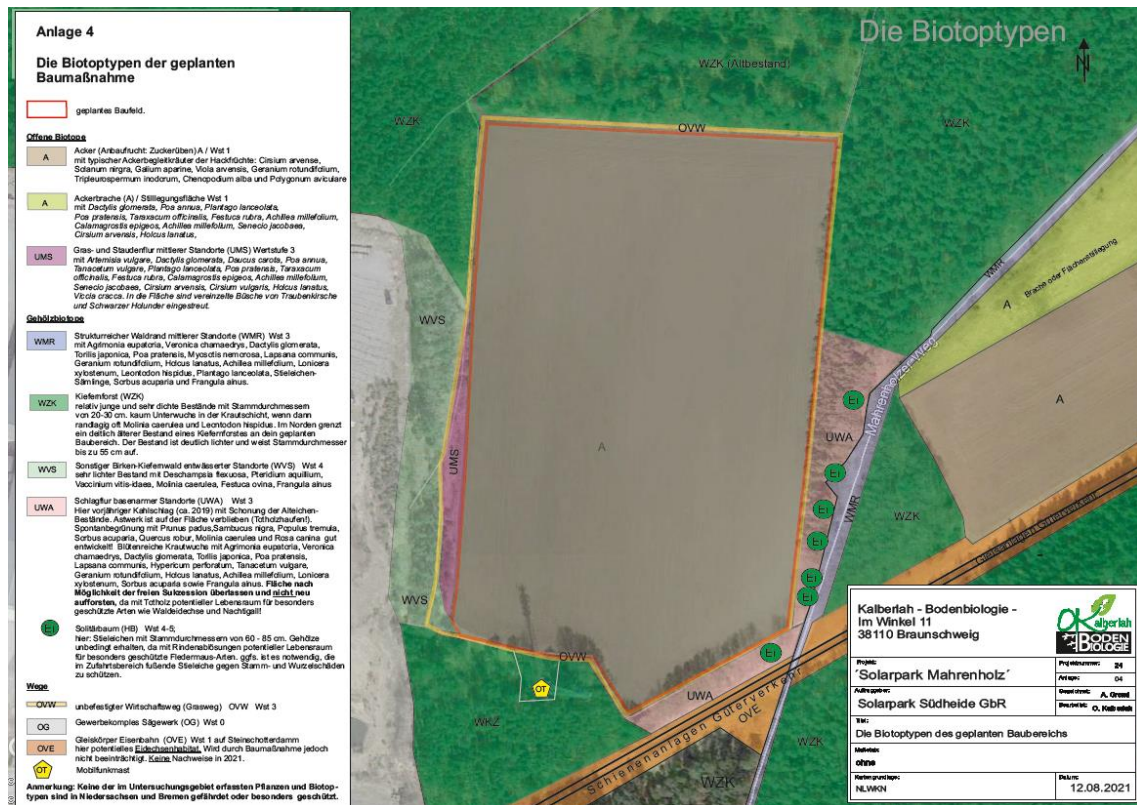 Anlage 4
Die Biotoptypen der geplanten
Baumaßnahme
geplantes Baufeld.
Offene Biotope
A
Acker (Anbaufrucht: Zuckerüben) A / Wst 1
mit typischer Ackerbegleitkräuter der Hackfrüchte: Cirsium arvense,
Solanum nirgra, Galium aparine, Viola arvensis, Geranium rotundifolium,
Tripleurospermum inodorum, Chenopodium alba und Polygonum aviculare
A
Ackerbrache (A) / Stillegungsfläche Wst 1
mit Dactylis glomerata, Poa annua, Plantago lanceolata,
Poa pratensis, Taraxacum officinalis, Festuca rubra, Achillea millefolium,
Calamagrostis epigeos, Achillea millefolium, Senecio jacobaea,
Cirsium arvensis, Holcus lanatus,
UMS
Gras- und Staudenflur mittlerer Standorte (UMS) Wertstufe 3
mit Artemisia vulgare, Dactylis glomerata, Daucus carota, Poa annua,
Tanacetum vulgare, Plantago lanceolata, Poa pratensis, Taraxacum
officinalis, Festuca rubra, Calamagrostis epigeos, Achillea millefolium,
Senecio jacobaea, Cirsium arvensis, Cirsium vulgaris, Holcus lanatus,
Viccia cracca. In die Fläche sind vereinzelte Büsche von Traubenkirsche
und Schwarzer Holunder eingestreut.
Gehölzbiotope
WMR
Strukturreicher Waldrand mittlerer Standorte (WMR) Wst 3
mit Agrimonia eupatoria, Veronica chamaedrys, Dactylis glomerata,
Torilis japonica, Poa pratensis, Myosotis nemorosa, Lapsana communis,
Geranium rotundifolium, Holcus lanatus, Achillea millefolium, Lonicera
xylosteum, Leontodon hispidus, Plantago lanceolata, Stieleichen-
Sämlinge, Sorbus acuparia und Frangula alnus.
WZK
Kiefernforst (WZK)
relativ junge und sehr dichte Bestände mit Stammdurchmessern
von 20-30 cm. kaum Unterwuchs in der Krautschicht, wenn dann
randlagig oft Molinia caerulea und Leontodon hispidus. Im Norden grenzt
ein deitlich älterer Bestand eines Kiefernforstes an dein geplanten
Baubereich. Der Bestand ist deutlich lichter und weist Stammdurchmesser
bis zu 55 cm auf.
WVS
Sonstiger Birken-Kiefernwald entwässerter Standorte (WVS) Wst 4
sehr lichter Bestand mit Deschampsia flexuosa, Pteridium aquilium,
Vaccinium vitis-idaea, Molinia caerulea, Festuca ovina, Frangula alnus
UWA
Schlagflur basenarmer Standorte (UWA) Wst 3
Hier vorjähriger Kahlschlag (ca. 2019) mit Schonung der Alteichen-
Bestände. Astwerk ist auf der Fläche verblieben (Totholzhaufen!).
Spontanbegrünung mit Prunus padus,Sambucus nigra, Populus tremula,
Sorbus acuparia, Quercus robur, Molinia caerulea und Rosa canina gut
entwickelt! Blütenreiche Krautwuchs mit Agrimonia eupatoria, Veronica
chamaedrys, Dactylis glomerata, Torilis japonica, Poa pratensis,
Lapsana communis, Hypericum perforatum, Tanacetum vulgare,
Geranium rotundifolium, Holcus lanatus, Achillea millefolium, Lonicera
xylostenum, Sorbus acuparia sowie Frangula alnus. Fläche nach
Möglichkeit der freien Sukzession überlassen und nicht neu
aufforsten, da mit Totholz potentieller Lebensraum für besonders
geschützte Arten wie Waldeidechse und Nachtigall!
Ei
Solitärbaum (HB) Wst 4-5;
hier: Stieleichen mit Stammdurchmessern von 60 - 85 cm. Gehölze
unbedingt erhalten, da mit Rindenablösungen potentieller Lebensraum
für besonders geschützte Fledermaus-Arten. ggfs. ist es notwendig, die
im Zufahrtsbereich fußende Stieleiche gegen Stamm- und Wurzelschäden
zu schützen.
Wege
OVW
unbefestigter Wirtschaftsweg (Grasweg) OVW Wst 3
OG
Gewerbekomplex Sägewerk (OG) Wst 0
OVE
Gleiskörper Eisenbahn (OVE) Wst 1 auf Steinschotterdamm
hier potentielles Eidechsenhabitat. Wird durch Baumaßnahme jedoch
nicht beeinträchtigt. Keine Nachweise in 2021.
OT
Mobilfunkmast
Anmerkung: Keine der im Untersuchungsgebiet erfassten Pflanzen und Biotop-
typen sind in Niedersachsen und Bremen gefährdet oder besonders geschützt.
Die Biotoptypen
N
WZK (Altbestand)
WZK
OVW
WZK
WMR
Brache oder Flächenstilllegung
A
WVS
Mahrenholzer Weg
Ei
A
UWA
A
UMS
Ei
Ei
WMR
WZK
Ei
Schienenanlagen Güterverkehr
Ei
Ei
WVS
OVW
Ei
OT
UWA
WKZ
Schienenanlagen Güterverkehr
OVE
WZK
WZK
Kalberlah - Bodenbiologie -
Im Winkel 11
38110 Braunschweig
OKalberlah
BODEN
BIOLOGIE
Projekt:
´Solarpark Mahrenholz´
Projektnummer: 24
Anlage: 04
Auftraggeber:
Solarpark Südheide GbR
Gezeichnet:
Bearbeitet: O. Kalberlah
Titel:
Die Biotoptypen des geplanten Baubereichs
Maßstab:
ohne
Kartengrundlage:
NLWKN
Datum:
12.08.2021